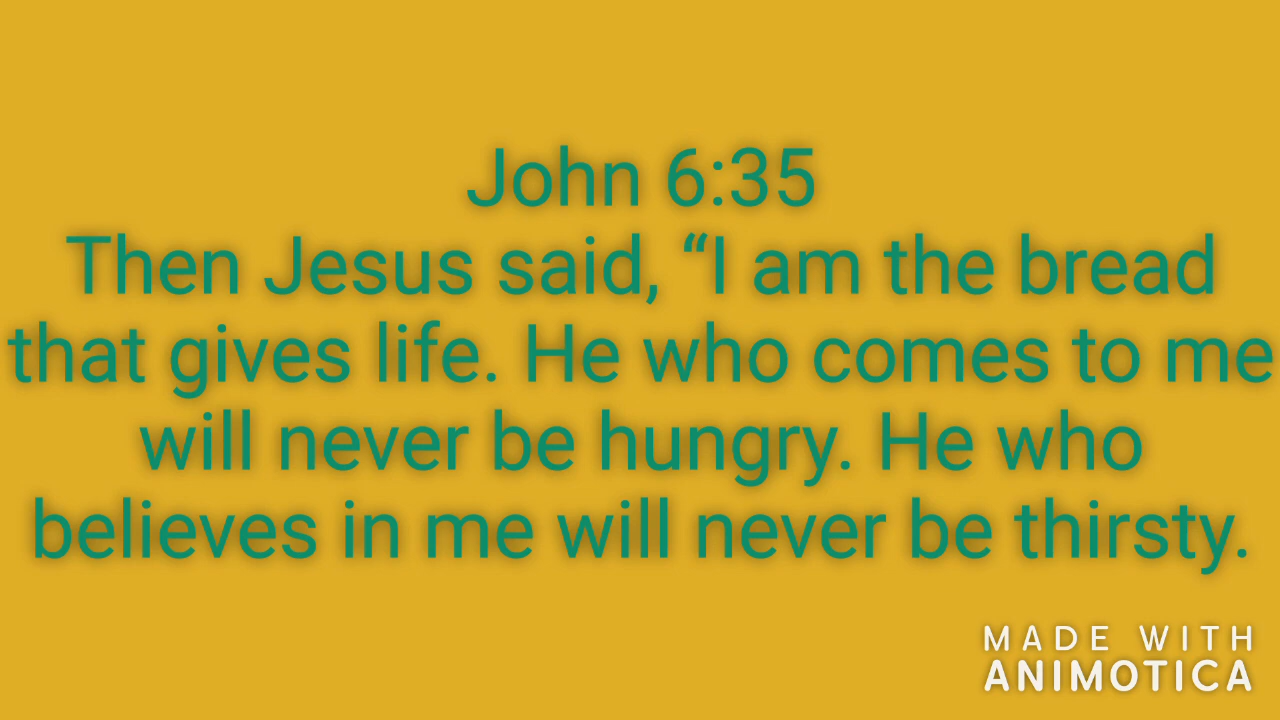 John 6:35
Then Jesus said, “I am the bread
that gives life. He who comes to me
will never be hungry. He who
believes in me will never be thirsty.
MADE WITH
ANIMOTICA